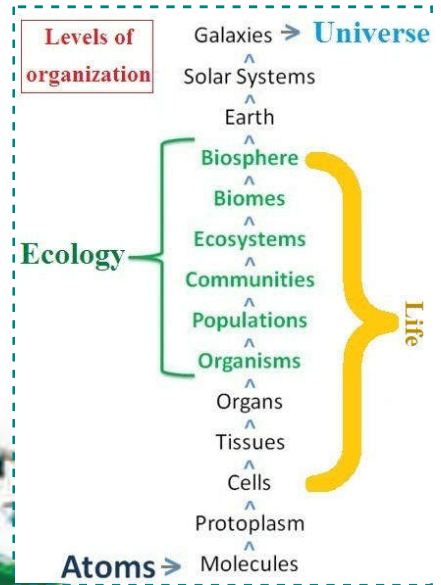 Levels of
organization
Galaxies > Universe
^
Solar Systems
^
Earth
^
Biosphere
^
Biomes
^
Ecosystems
^
Communities
^
Populations
^
Organisms
^
Organs
^
Tissues
^
Cells
^
Protoplasm
^
Atoms > Molecules
Ecology
Life